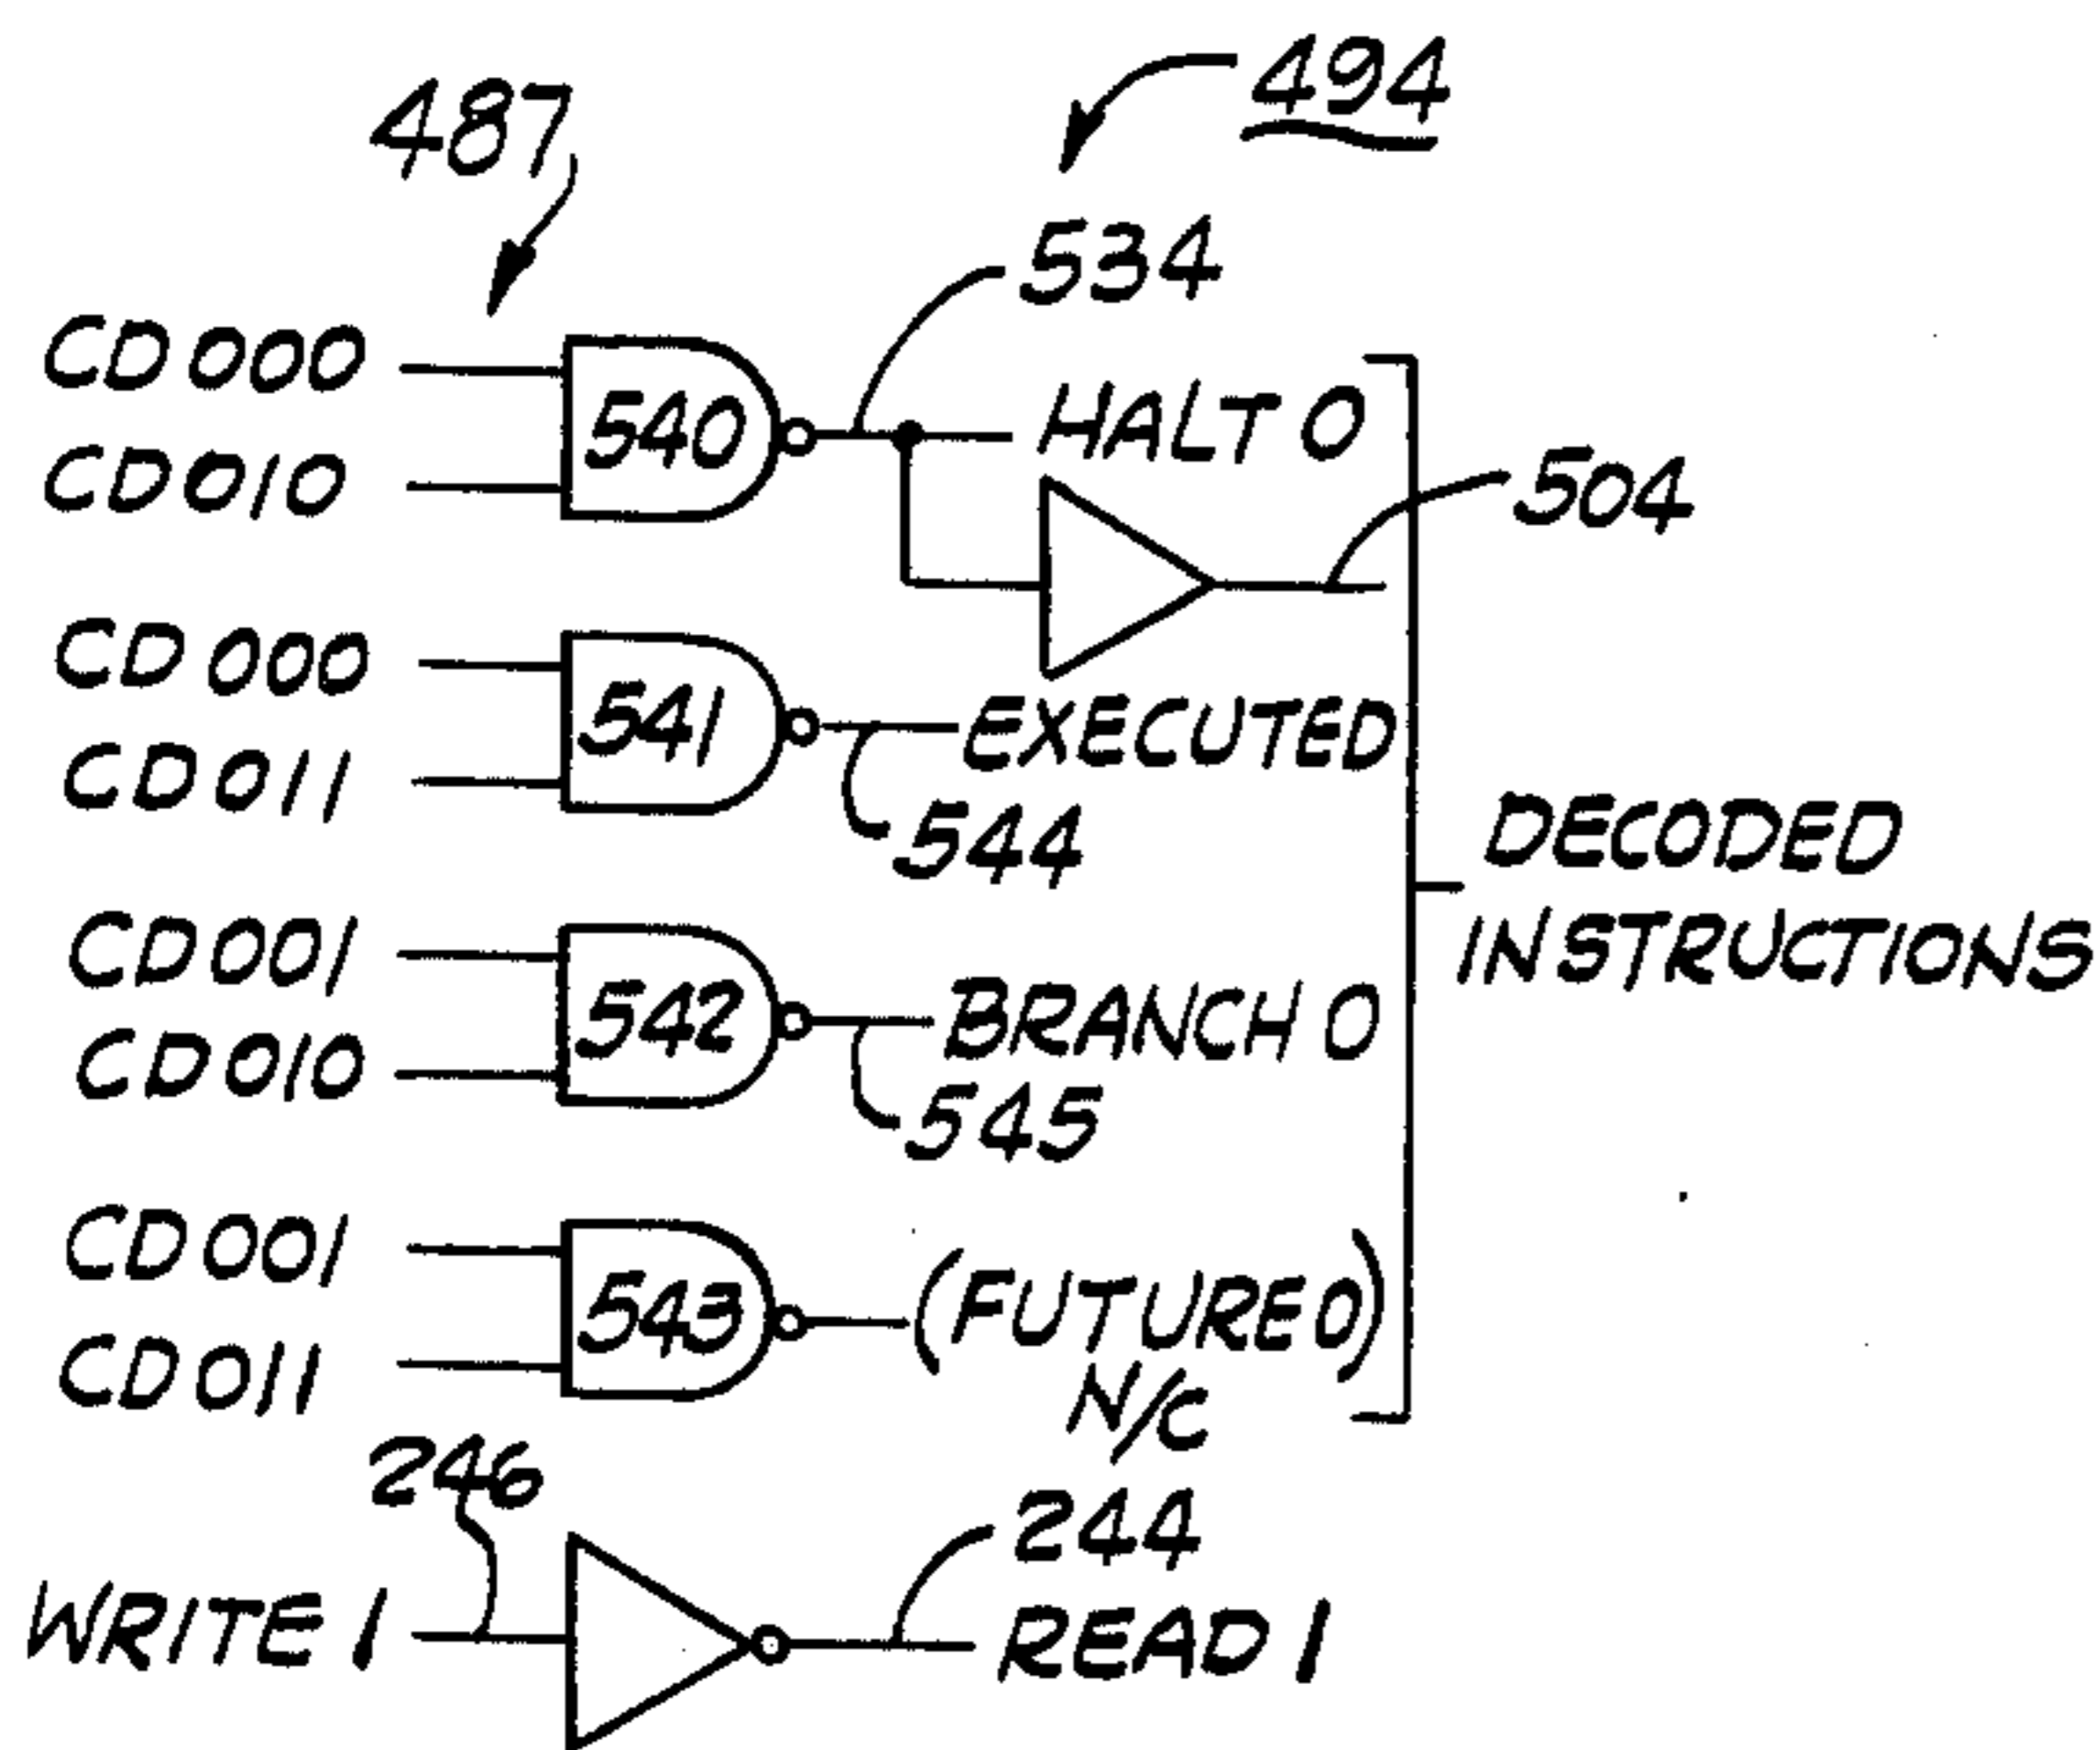 494
487
534
CD000
540
HALT 0
CD010
504
CD000
541
EXECUTED
CD011
544
DECODED
INSTRUCTIONS
CD001
542
BRANCH 0
CD010
545
CD001
543
(FUTURE 0)
N/C
CD011
246
244
WRITE 1
READ 1